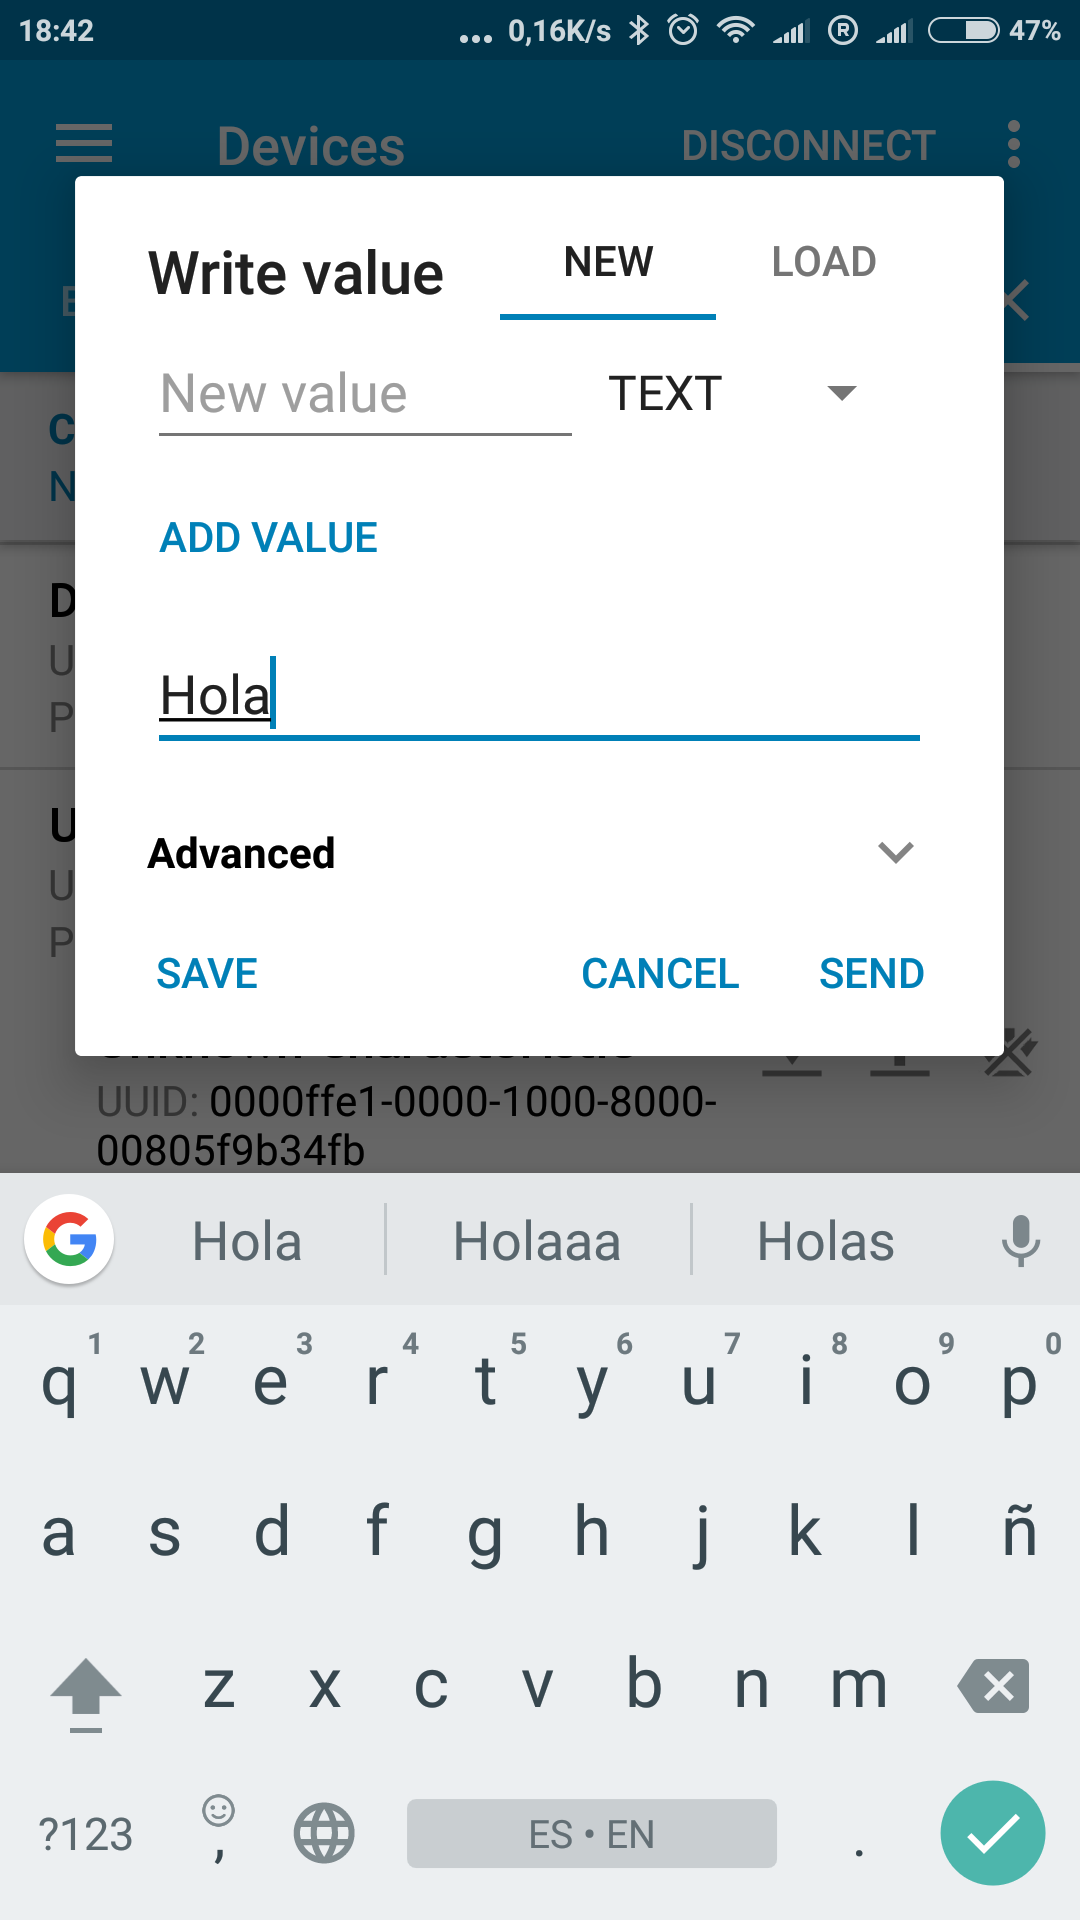 18:42 ... 0,16K/s R 47%
Devices DISCONNECT
Write value NEW LOAD
New value TEXT
ADD VALUE
Hola
Advanced
SAVE CANCEL SEND
UUID: 0000ffe1-0000-1000-8000-
00805f9b34fb
Hola Holaaa Holas
1 2 3 4 5 6 7 8 9 0
q w e r t y u i o p
a s d f g h j k l ñ
z x c v b n m
?123 , ES • EN .